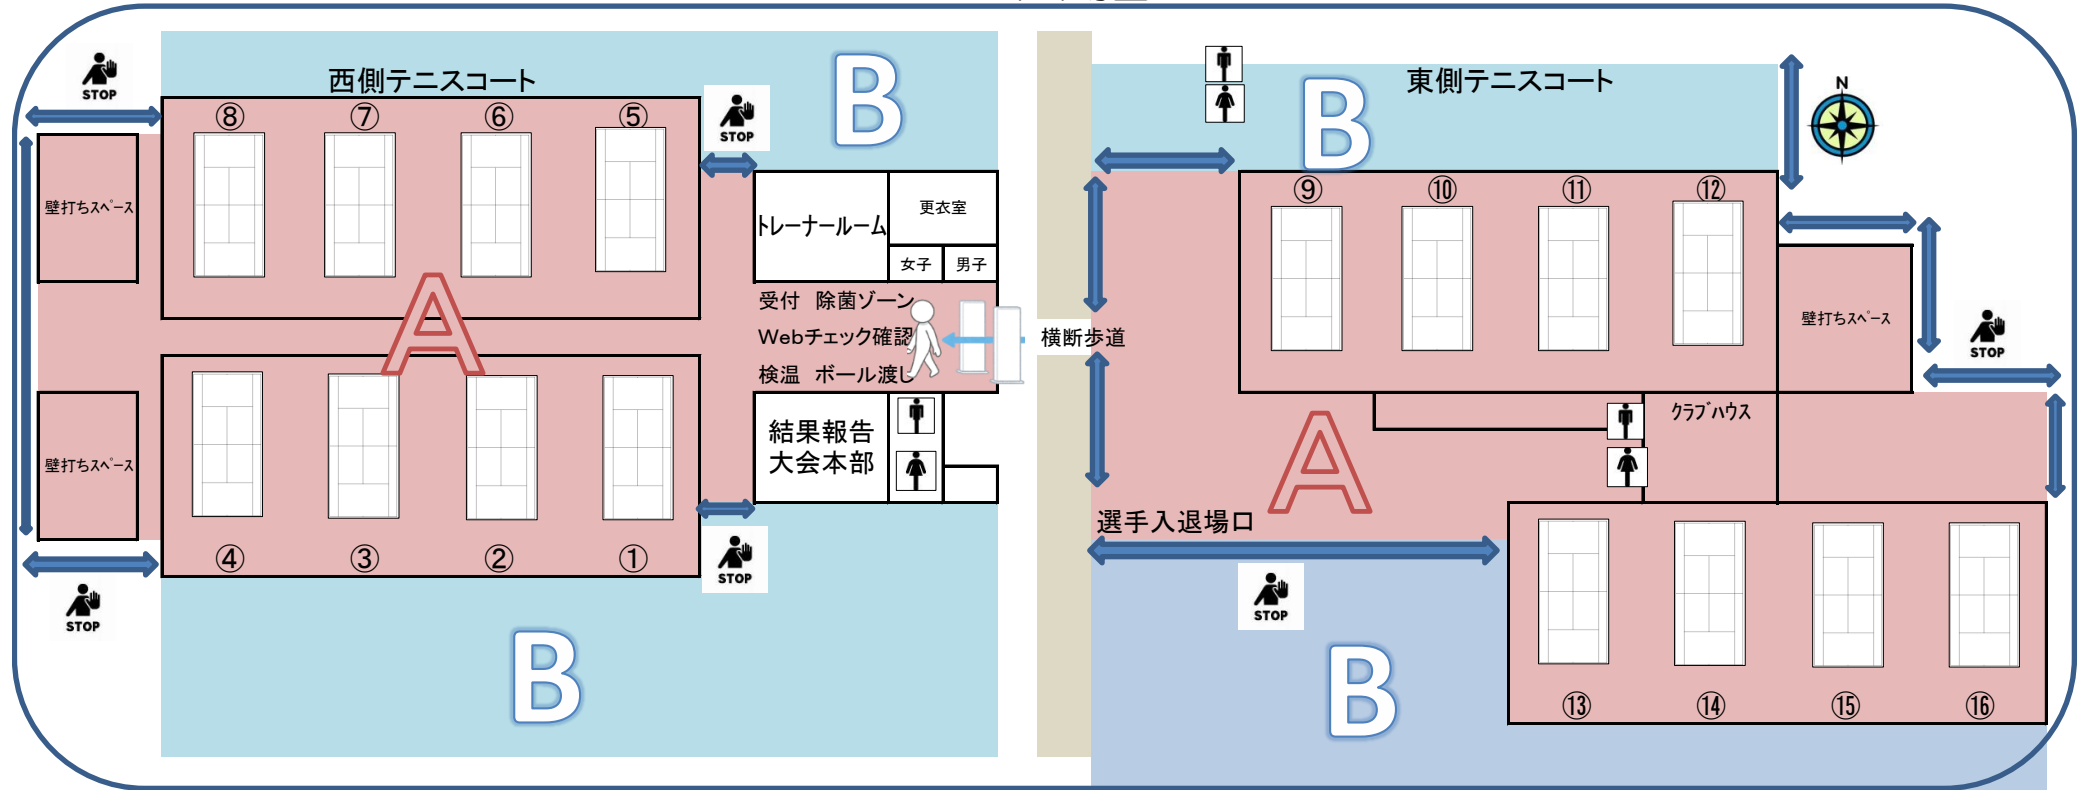 西側テニスコート
STOP
⑧ ⑦ ⑥ ⑤
STOP
B
壁打ちスペース
A
トレーナールーム
更衣室
女子 男子
受付 除菌ゾーン
Webチェック確認
検温 ボール渡し
結果報告
大会本部
壁打ちスペース
④ ③ ② ①
STOP
STOP
B
横断歩道
東側テニスコート
B
N
⑨ ⑩ ⑪ ⑫
壁打ちスペース
STOP
クラブハウス
A
選手入退場口
STOP
B
⑬ ⑭ ⑮ ⑯